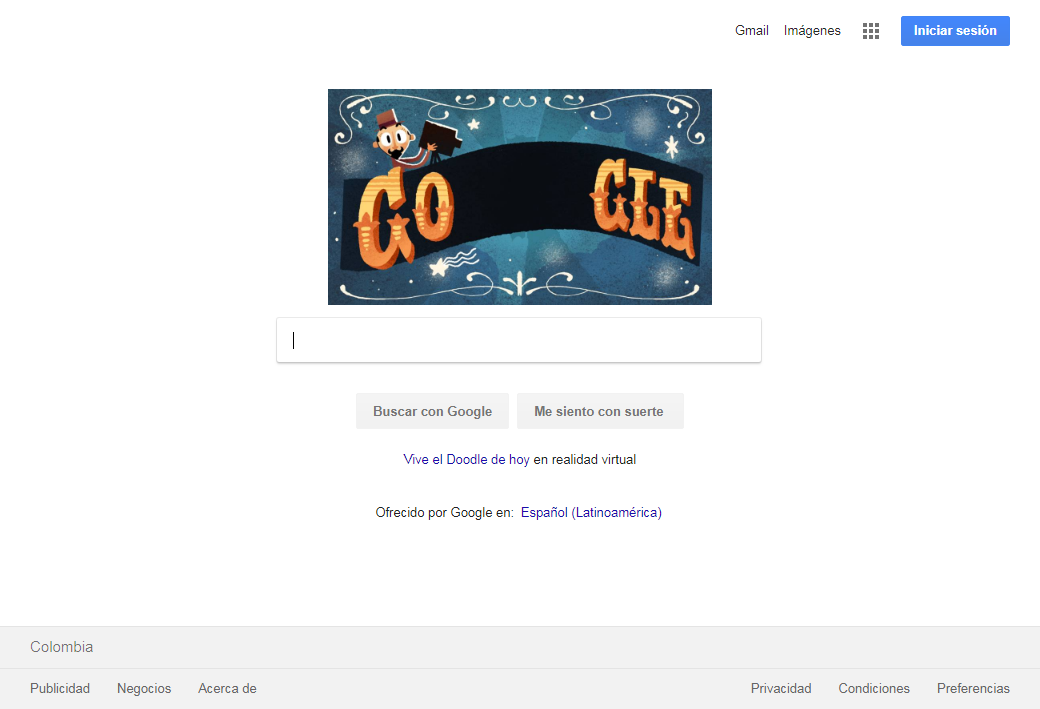 Gmail Imágenes Iniciar sesión
GO GLE
Buscar con Google Me siento con suerte
Vive el Doodle de hoy en realidad virtual
Ofrecido por Google en: Español (Latinoamérica)
Colombia
Publicidad Negocios Acerca de Privacidad Condiciones Preferencias